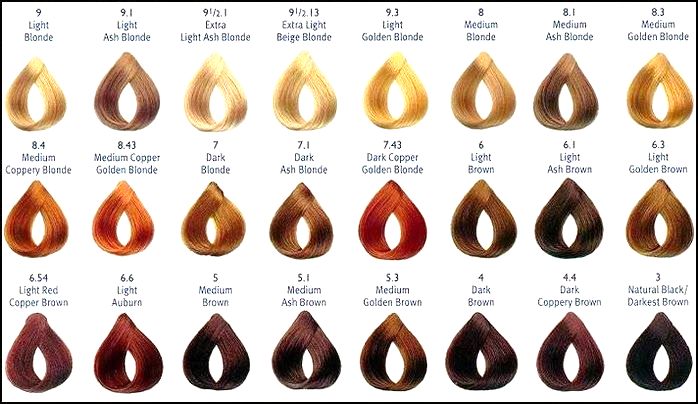 9 9.1 9½.1 9½.13 9.3 8 8.1 8.3
Light Light Extra Extra Light Light Medium Medium Medium
Blonde Ash Blonde Light Ash Blonde Beige Blonde Golden Blonde Blonde Ash Blonde Golden Blonde
8.4 8.43 7 7.1 7.43 6 6.1 6.3
Medium Medium Copper Dark Dark Dark Copper Light Light Light
Coppery Blonde Golden Blonde Blonde Ash Blonde Golden Blonde Brown Ash Brown Golden Brown
6.54 6.6 5 5.1 5.3 4 4.4 3
Light Red Light Medium Medium Medium Dark Dark Natural Black/
Copper Brown Auburn Brown Ash Brown Golden Brown Brown Coppery Brown Darkest Brown